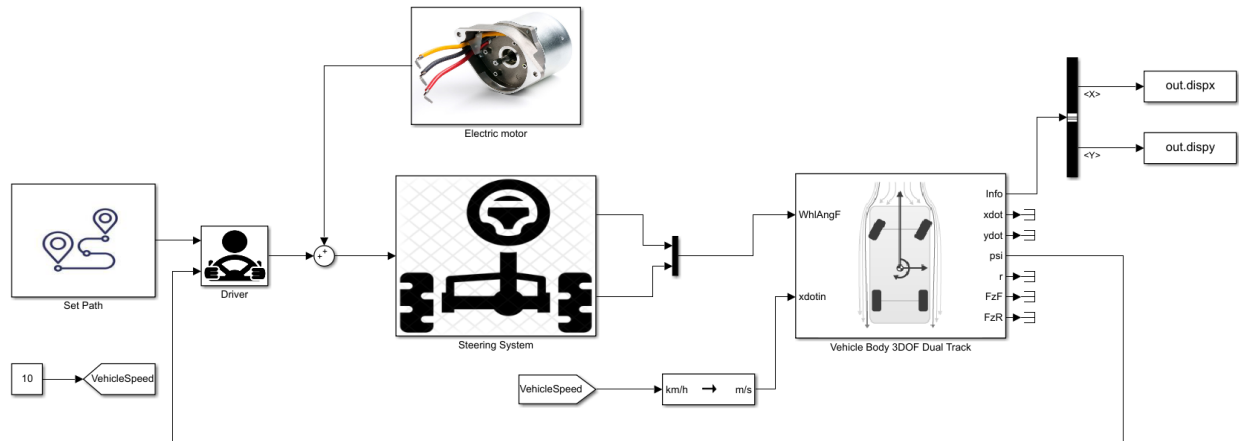 Electric motor
<X>
out.dispx
<Y>
out.dispy
Set Path
Driver
+
+
Steering System
WhlAngF
xdotin
Info
xdot
ydot
psi
r
FzF
FzR
Vehicle Body 3DOF Dual Track
10
VehicleSpeed
VehicleSpeed
km/h → m/s